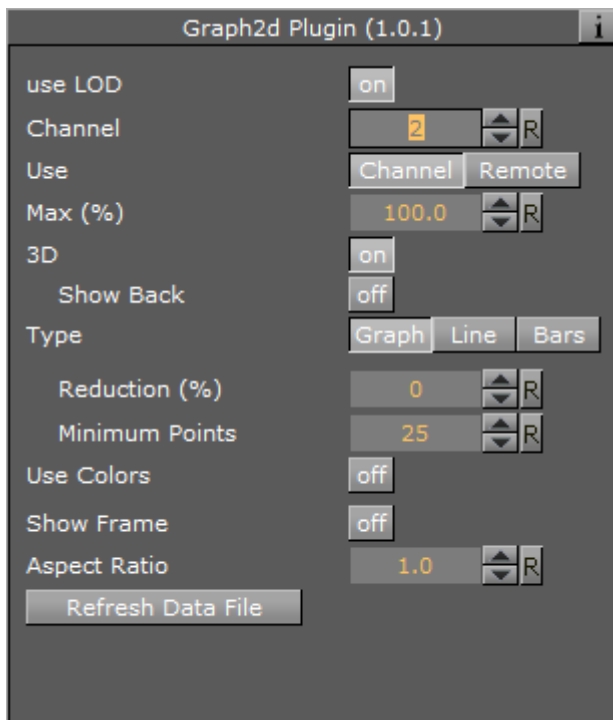 Graph2d Plugin (1.0.1) i
use LOD on
Channel 2 R
Use Channel Remote
Max (%) 100.0 R
3D on
Show Back off
Type Graph Line Bars
Reduction (%) 0 R
Minimum Points 25 R
Use Colors off
Show Frame off
Aspect Ratio 1.0 R
Refresh Data File